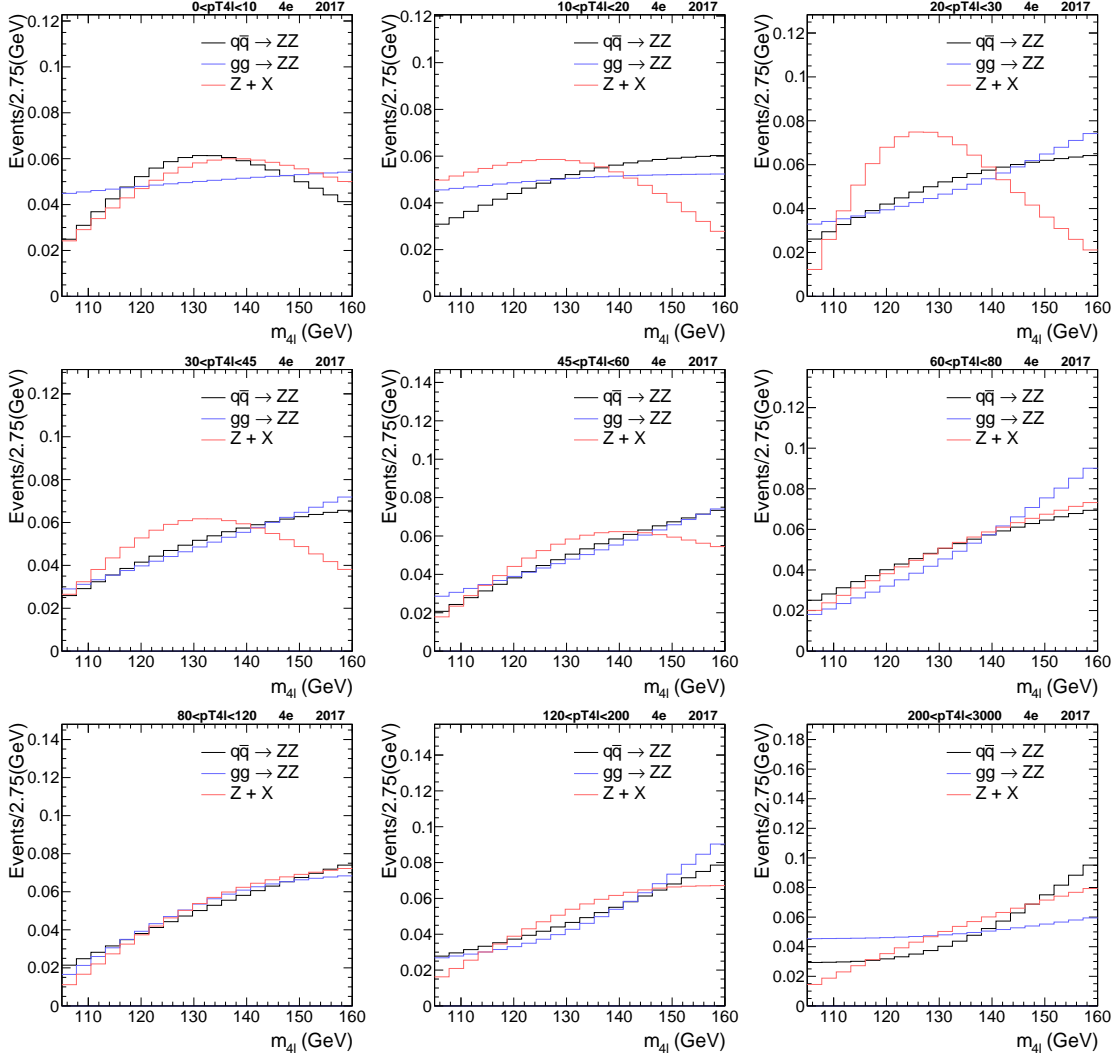 0<pT4l<10 4e 2017
Events/2.75(GeV)
0.12
0.1
0.08
0.06
0.04
0.02
0
qq̄ → ZZ
gg → ZZ
Z + X
110 120 130 140 150 160
m4l (GeV)
10<pT4l<20 4e 2017
Events/2.75(GeV)
0.12
0.1
0.08
0.06
0.04
0.02
0
qq̄ → ZZ
gg → ZZ
Z + X
110 120 130 140 150 160
m4l (GeV)
20<pT4l<30 4e 2017
Events/2.75(GeV)
0.12
0.1
0.08
0.06
0.04
0.02
0
qq̄ → ZZ
gg → ZZ
Z + X
110 120 130 140 150 160
m4l (GeV)
30<pT4l<45 4e 2017
Events/2.75(GeV)
0.12
0.1
0.08
0.06
0.04
0.02
0
qq̄ → ZZ
gg → ZZ
Z + X
110 120 130 140 150 160
m4l (GeV)
45<pT4l<60 4e 2017
Events/2.75(GeV)
0.14
0.12
0.1
0.08
0.06
0.04
0.02
0
qq̄ → ZZ
gg → ZZ
Z + X
110 120 130 140 150 160
m4l (GeV)
60<pT4l<80 4e 2017
Events/2.75(GeV)
0.12
0.1
0.08
0.06
0.04
0.02
0
qq̄ → ZZ
gg → ZZ
Z + X
110 120 130 140 150 160
m4l (GeV)
80<pT4l<120 4e 2017
Events/2.75(GeV)
0.14
0.12
0.1
0.08
0.06
0.04
0.02
0
qq̄ → ZZ
gg → ZZ
Z + X
110 120 130 140 150 160
m4l (GeV)
120<pT4l<200 4e 2017
Events/2.75(GeV)
0.14
0.12
0.1
0.08
0.06
0.04
0.02
0
qq̄ → ZZ
gg → ZZ
Z + X
110 120 130 140 150 160
m4l (GeV)
200<pT4l<3000 4e 2017
Events/2.75(GeV)
0.18
0.16
0.14
0.12
0.1
0.08
0.06
0.04
0.02
0
qq̄ → ZZ
gg → ZZ
Z + X
110 120 130 140 150 160
m4l (GeV)